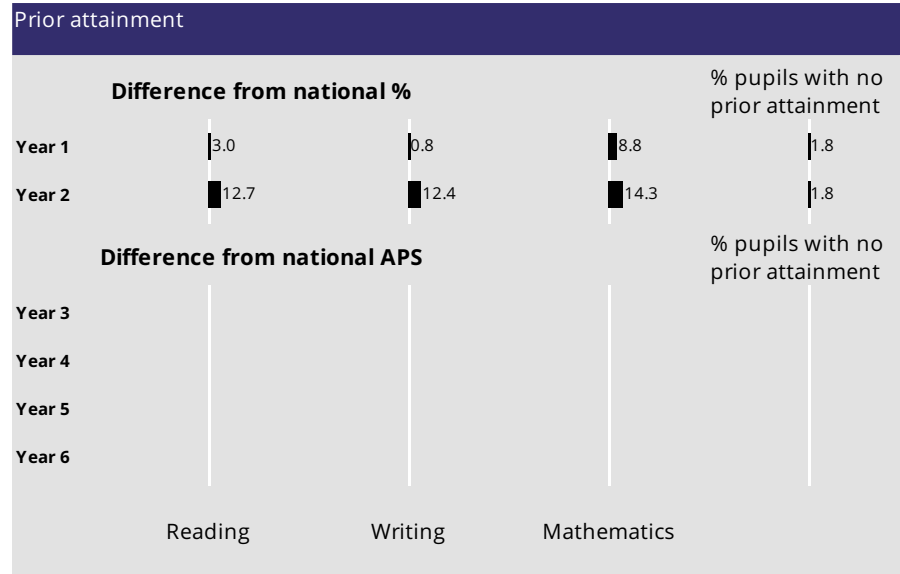 Prior attainment
Difference from national %
% pupils with no
prior attainment
Year 1 3.0 0.8 8.8 1.8
Year 2 12.7 12.4 14.3 1.8
Difference from national APS
% pupils with no
prior attainment
Year 3
Year 4
Year 5
Year 6
Reading Writing Mathematics